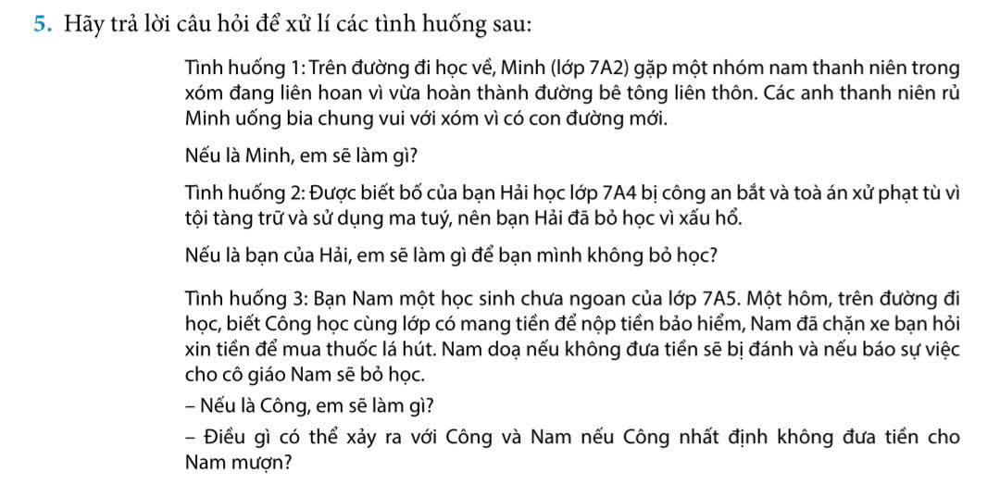 5. Hãy trả lời câu hỏi để xử lí các tình huống sau:
Tình huống 1: Trên đường đi học về, Minh (lớp 7A2) gặp một nhóm nam thanh niên trong
xóm đang liên hoan vì vừa hoàn thành đường bê tông liên thôn. Các anh thanh niên rủ
Minh uống bia chung vui với xóm vì có con đường mới.
Nếu là Minh, em sẽ làm gì?
Tình huống 2: Được biết bố của bạn Hải học lớp 7A4 bị công an bắt và toà án xử phạt tù vì
tội tàng trữ và sử dụng ma tuý, nên bạn Hải đã bỏ học vì xấu hổ.
Nếu là bạn của Hải, em sẽ làm gì để bạn mình không bỏ học?
Tình huống 3: Bạn Nam một học sinh chưa ngoan của lớp 7A5. Một hôm, trên đường đi
học, biết Công học cùng lớp có mang tiền để nộp tiền bảo hiểm, Nam đã chặn xe bạn hỏi
xin tiền để mua thuốc lá hút. Nam doạ nếu không đưa tiền sẽ bị đánh và nếu báo sự việc
cho cô giáo Nam sẽ bỏ học.
– Nếu là Công, em sẽ làm gì?
– Điều gì có thể xảy ra với Công và Nam nếu Công nhất định không đưa tiền cho
Nam mượn?